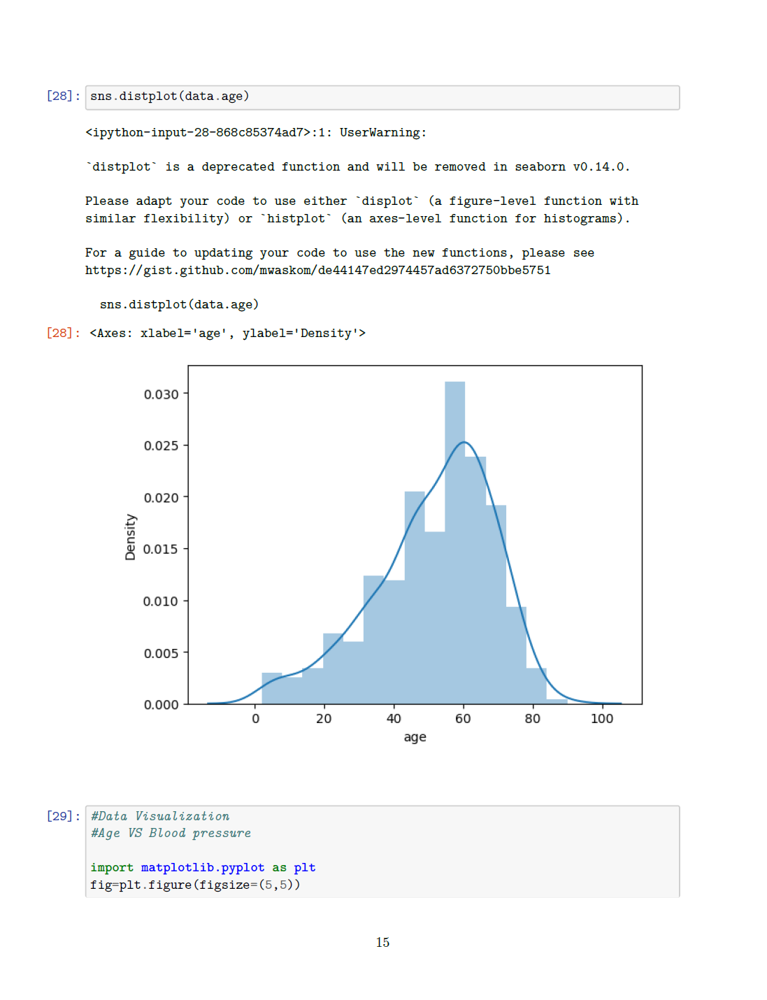 [28]: sns.distplot(data.age)
<ipython-input-28-868c85374ad7>:1: UserWarning:
`distplot` is a deprecated function and will be removed in seaborn v0.14.0.
Please adapt your code to use either `displot` (a figure-level function with
similar flexibility) or `histplot` (an axes-level function for histograms).
For a guide to updating your code to use the new functions, please see
https://gist.github.com/mwaskom/de44147ed2974457ad6372750bbe5751
sns.distplot(data.age)
[28]: <Axes: xlabel='age', ylabel='Density'>
0.030
0.025
0.020
0.015
0.010
0.005
0.000
Density
0 20 40 60 80 100
age
[29]: #Data Visualization
#Age VS Blood pressure
import matplotlib.pyplot as plt
fig=plt.figure(figsize=(5,5))
15